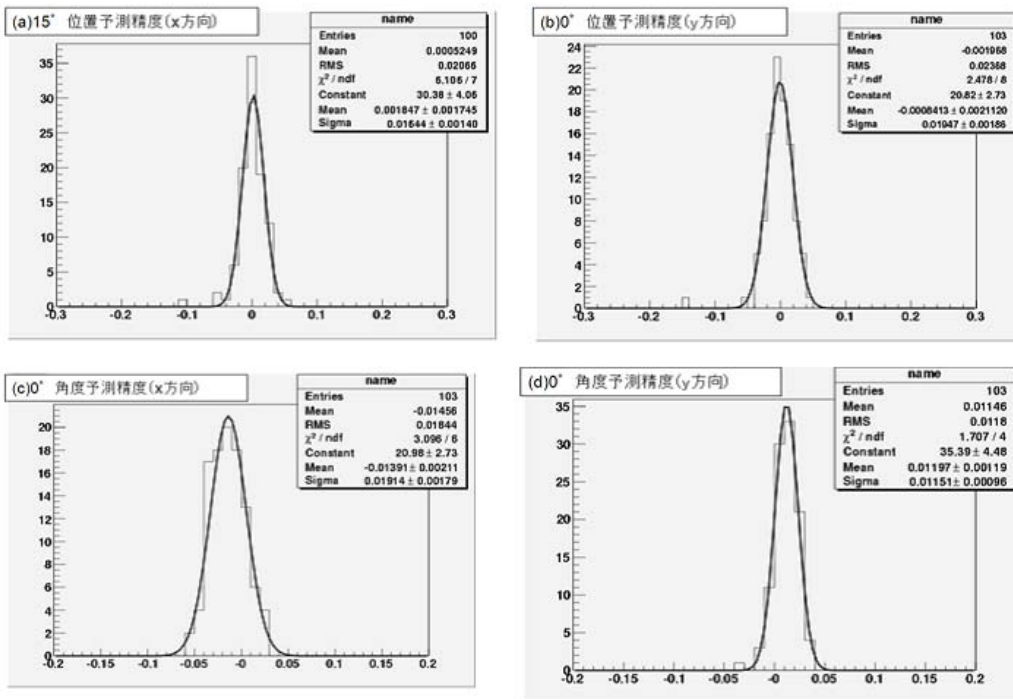 (a)15° 位置予測精度(x方向)
name
Entries 100
Mean 0.0005249
RMS 0.02066
χ² / ndf 6.106 / 7
Constant 30.38 ± 4.06
Mean 0.001847 ± 0.001745
Sigma 0.01644 ± 0.00140
35
30
25
20
15
10
5
0
-0.3 -0.2 -0.1 0 0.1 0.2 0.3
(b)0° 位置予測精度(y方向)
name
Entries 103
Mean -0.001968
RMS 0.02368
χ² / ndf 2.478 / 8
Constant 20.82 ± 2.73
Mean -0.0008413 ± 0.0021120
Sigma 0.01947 ± 0.00186
24
22
20
18
16
14
12
10
8
6
4
2
0
-0.3 -0.2 -0.1 0 0.1 0.2 0.3
(c)0° 角度予測精度(x方向)
name
Entries 103
Mean -0.01456
RMS 0.01844
χ² / ndf 3.096 / 6
Constant 20.98 ± 2.73
Mean -0.01391 ± 0.00211
Sigma 0.01914 ± 0.00179
20
18
16
14
12
10
8
6
4
2
0
-0.2 -0.15 -0.1 -0.05 -0 0.05 0.1 0.15 0.2
(d)0° 角度予測精度(y方向)
name
Entries 103
Mean 0.01146
RMS 0.0118
χ² / ndf 1.707 / 4
Constant 35.39 ± 4.48
Mean 0.01197 ± 0.00119
Sigma 0.01151 ± 0.00096
35
30
25
20
15
10
5
0
-0.2 -0.15 -0.1 -0.05 -0 0.05 0.1 0.15 0.2